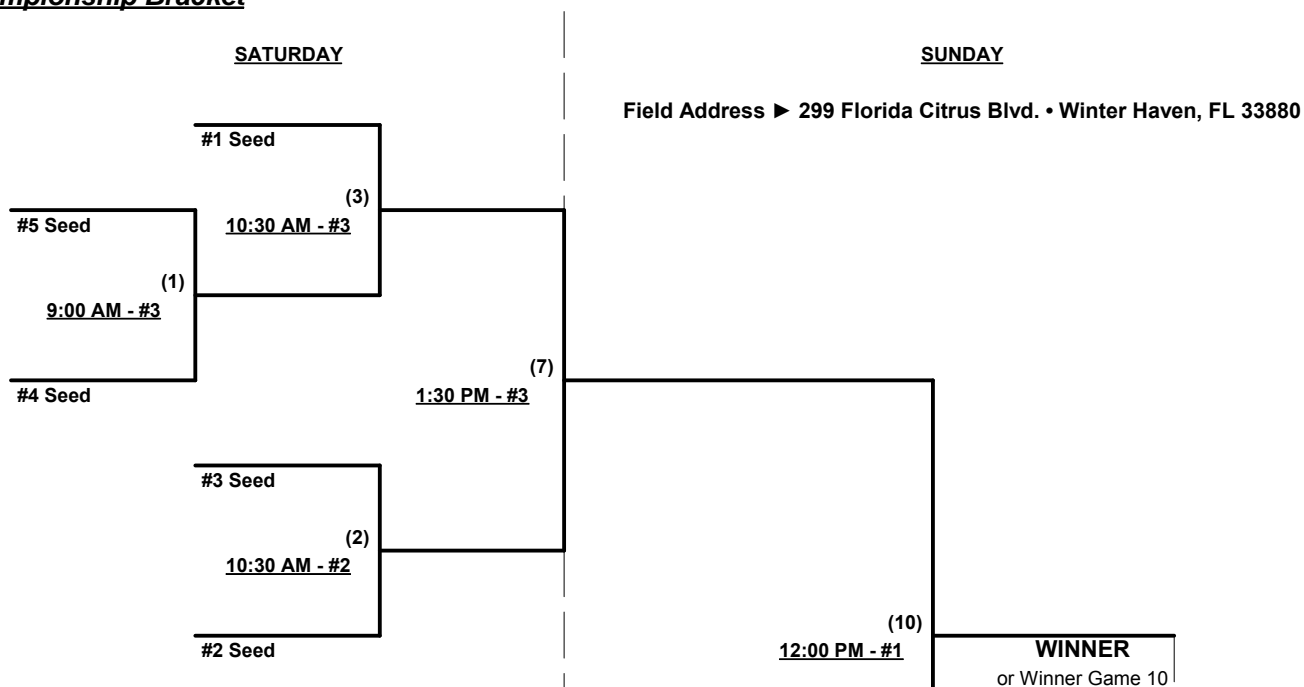 SATURDAY
SUNDAY
Field Address ► 299 Florida Citrus Blvd. • Winter Haven, FL 33880
#1 Seed
(3)
#5 Seed
10:30 AM - #3
(1)
9:00 AM - #3
(7)
#4 Seed
1:30 PM - #3
#3 Seed
(2)
10:30 AM - #2
(10)
#2 Seed
12:00 PM - #1
WINNER
or Winner Game 10